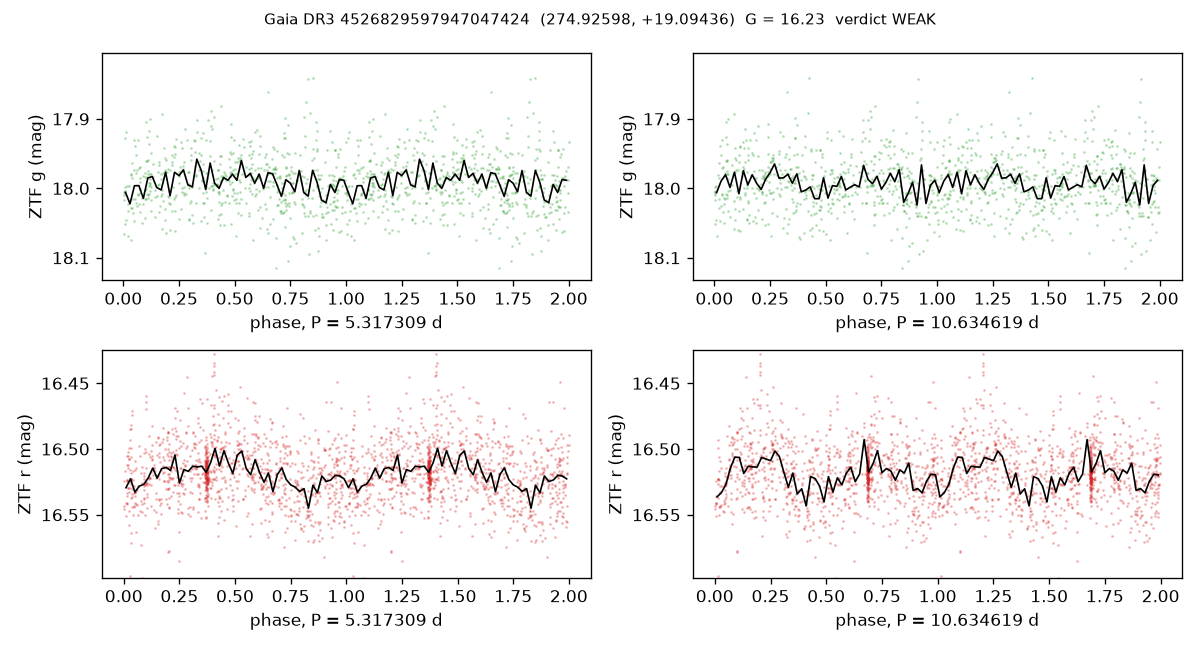 Gaia DR3 4526829597947047424 (274.92598, +19.09436) G = 16.23 verdict WEAK
ZTF g (mag)
17.9
18.0
18.1
0.00 0.25 0.50 0.75 1.00 1.25 1.50 1.75 2.00
phase, P = 5.317309 d
ZTF g (mag)
17.9
18.0
18.1
0.00 0.25 0.50 0.75 1.00 1.25 1.50 1.75 2.00
phase, P = 10.634619 d
ZTF r (mag)
16.45
16.50
16.55
0.00 0.25 0.50 0.75 1.00 1.25 1.50 1.75 2.00
phase, P = 5.317309 d
ZTF r (mag)
16.45
16.50
16.55
0.00 0.25 0.50 0.75 1.00 1.25 1.50 1.75 2.00
phase, P = 10.634619 d